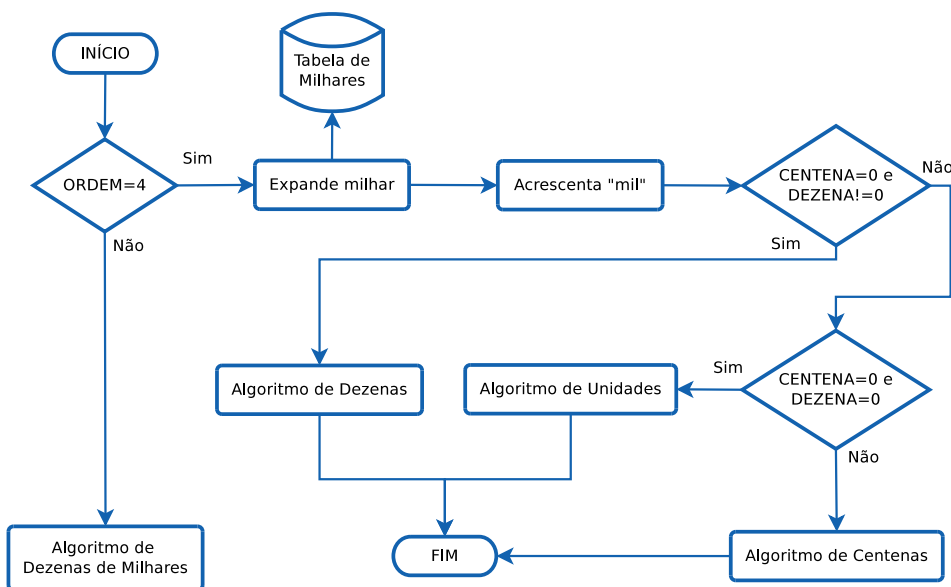 INÍCIO
Tabela de
Milhares
ORDEM=4
Sim
Expande milhar
Acrescenta "mil"
CENTENA=0 e
DEZENA!=0
Não
Não
Sim
Algoritmo de Dezenas
Algoritmo de Unidades
Sim
CENTENA=0 e
DEZENA=0
Não
Algoritmo de
Dezenas de Milhares
FIM
Algoritmo de Centenas